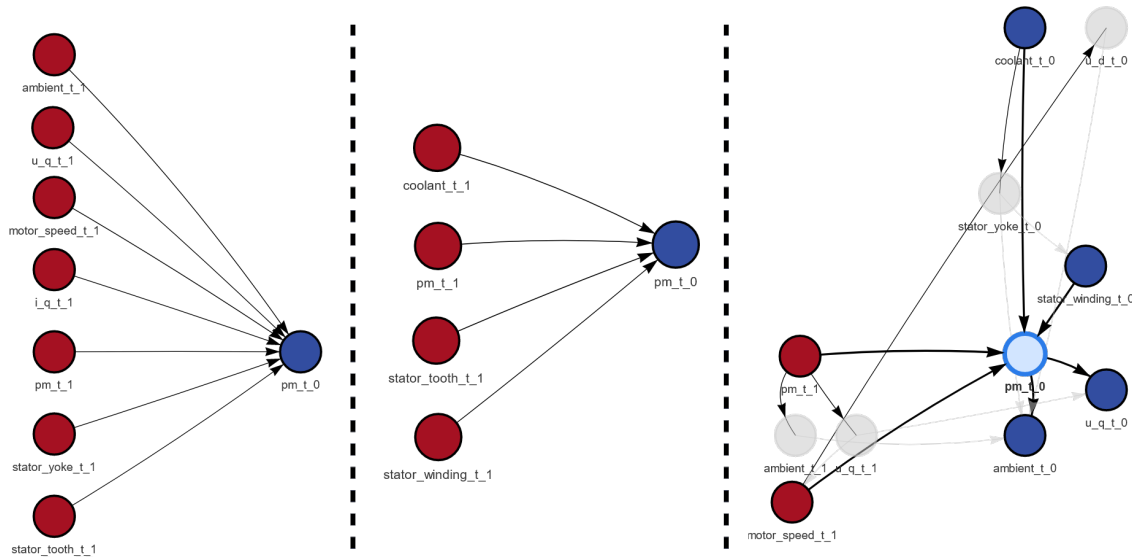 ambient_t_1
u_q_t_1
motor_speed_t_1
i_q_t_1
pm_t_1
pm_t_0
stator_yoke_t_1
stator_tooth_t_1
coolant_t_1
pm_t_1
pm_t_0
stator_tooth_t_1
stator_winding_t_1
coolant_t_0
u_d_t_0
stator_yoke_t_0
stator_winding_t_0
pm_t_1
pm_t_0
u_q_t_0
ambient_t_1
u_q_t_1
ambient_t_0
motor_speed_t_1